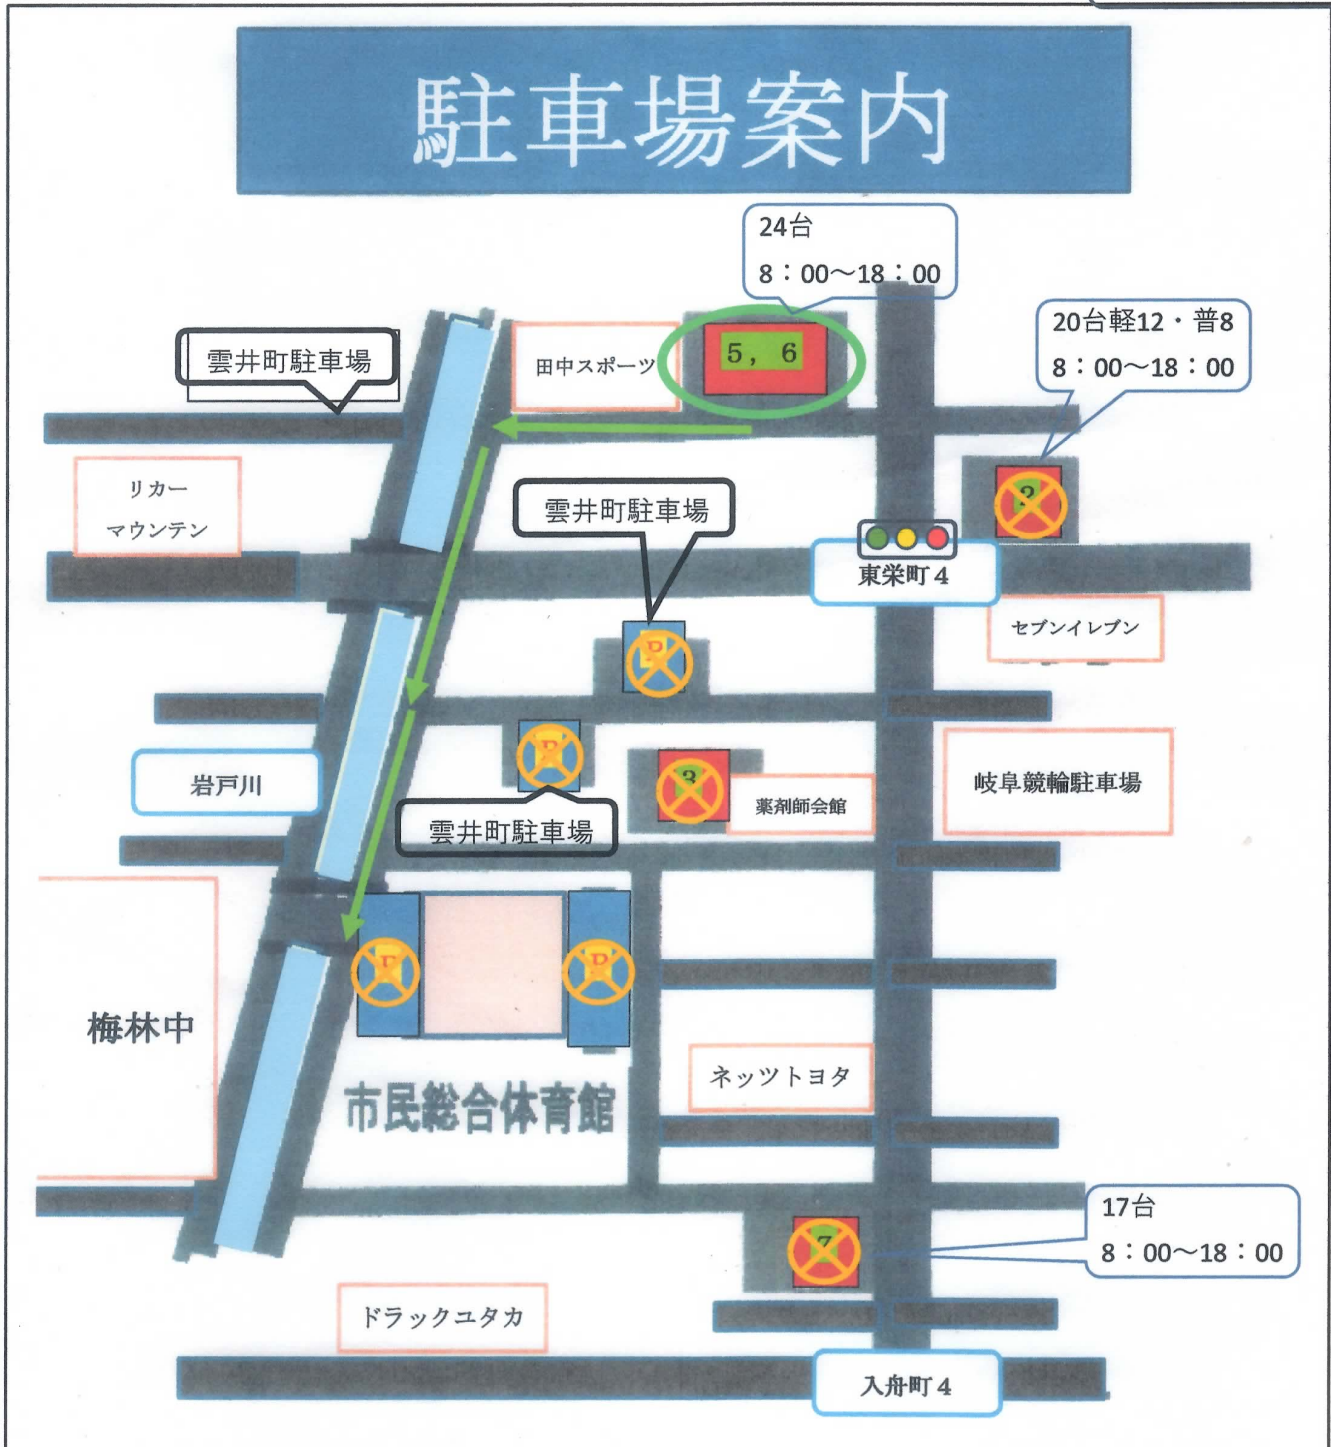 駐車場案内
24台
8：00～18：00
20台軽12・普8
8：00～18：00
雲井町駐車場
田中スポーツ
5，6
リカー
マウンテン
雲井町駐車場
2
東栄町4
セブンイレブン
P
P
3
岩戸川
雲井町駐車場
薬剤師会館
岐阜競輪駐車場
P
P
梅林中
市民総合体育館
ネッツトヨタ
17台
8：00～18：00
7
ドラックユタカ
入舟町4